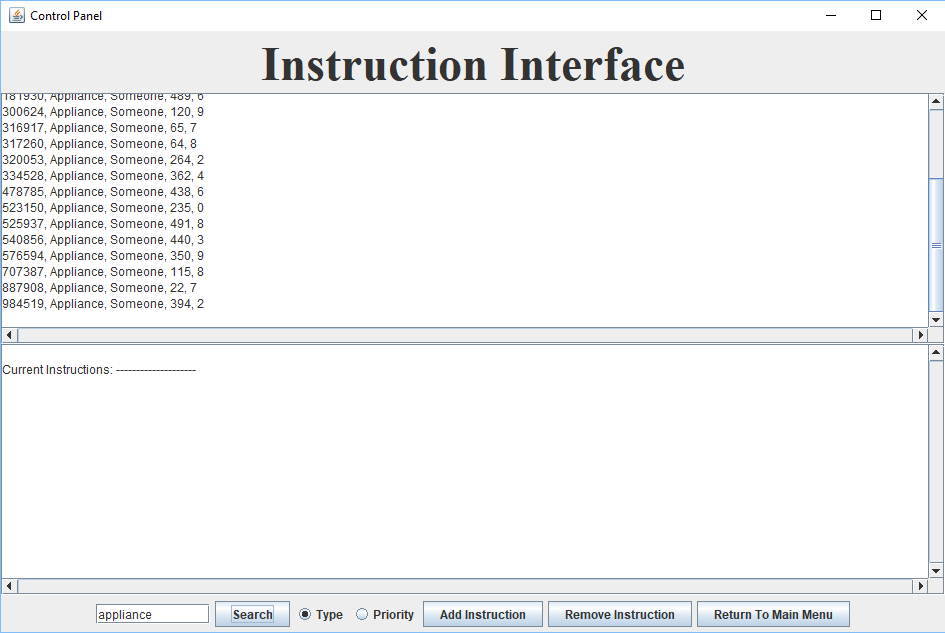 Control Panel
Instruction Interface
181930, Appliance, Someone, 489, 6
300624, Appliance, Someone, 120, 9
316917, Appliance, Someone, 65, 7
317260, Appliance, Someone, 64, 8
320053, Appliance, Someone, 264, 2
334528, Appliance, Someone, 362, 4
478785, Appliance, Someone, 438, 6
523150, Appliance, Someone, 235, 0
525937, Appliance, Someone, 491, 8
540856, Appliance, Someone, 440, 3
576594, Appliance, Someone, 350, 9
707387, Appliance, Someone, 115, 8
887908, Appliance, Someone, 22, 7
984519, Appliance, Someone, 394, 2
Current Instructions: --------------------
appliance Search Type Priority Add Instruction Remove Instruction Return To Main Menu